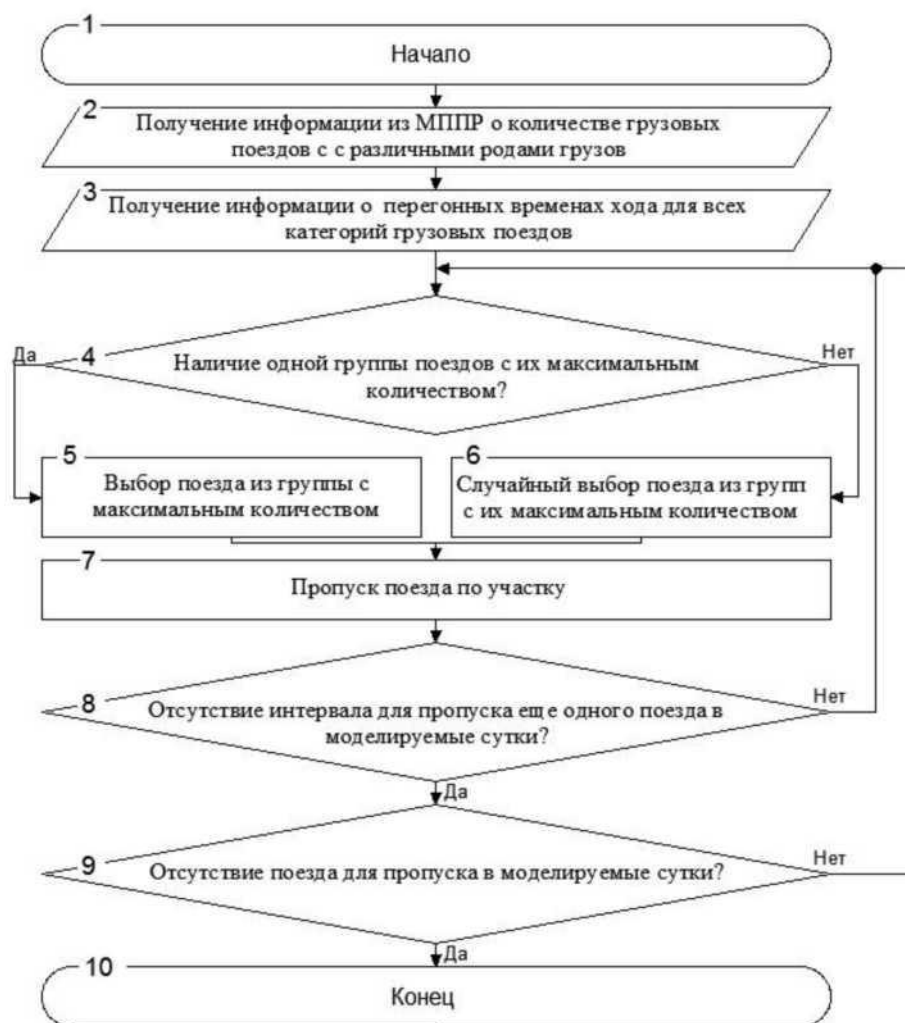 1
Начало
2
Получение информации из МППР о количестве грузовых
поездов с с различными родами грузов
3
Получение информации о перегонных временах хода для всех
категорий грузовых поездов
Да
4
Нет
Наличие одной группы поездов с их максимальным
количеством?
5
Выбор поезда из группы с
максимальным количеством
6
Случайный выбор поезда из групп
с их максимальным количеством
7
Пропуск поезда по участку
8
Нет
Отсутствие интервала для пропуска еще одного поезда в
моделируемые сутки?
Да
9
Нет
Отсутствие поезда для пропуска в моделируемые сутки?
Да
10
Конец